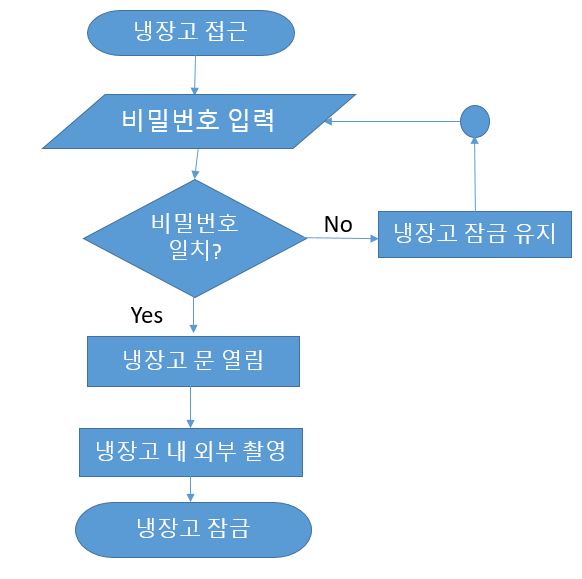 냉장고 접근
비밀번호 입력
비밀번호
일치?
No
냉장고 잠금 유지
Yes
냉장고 문 열림
냉장고 내 외부 촬영
냉장고 잠금